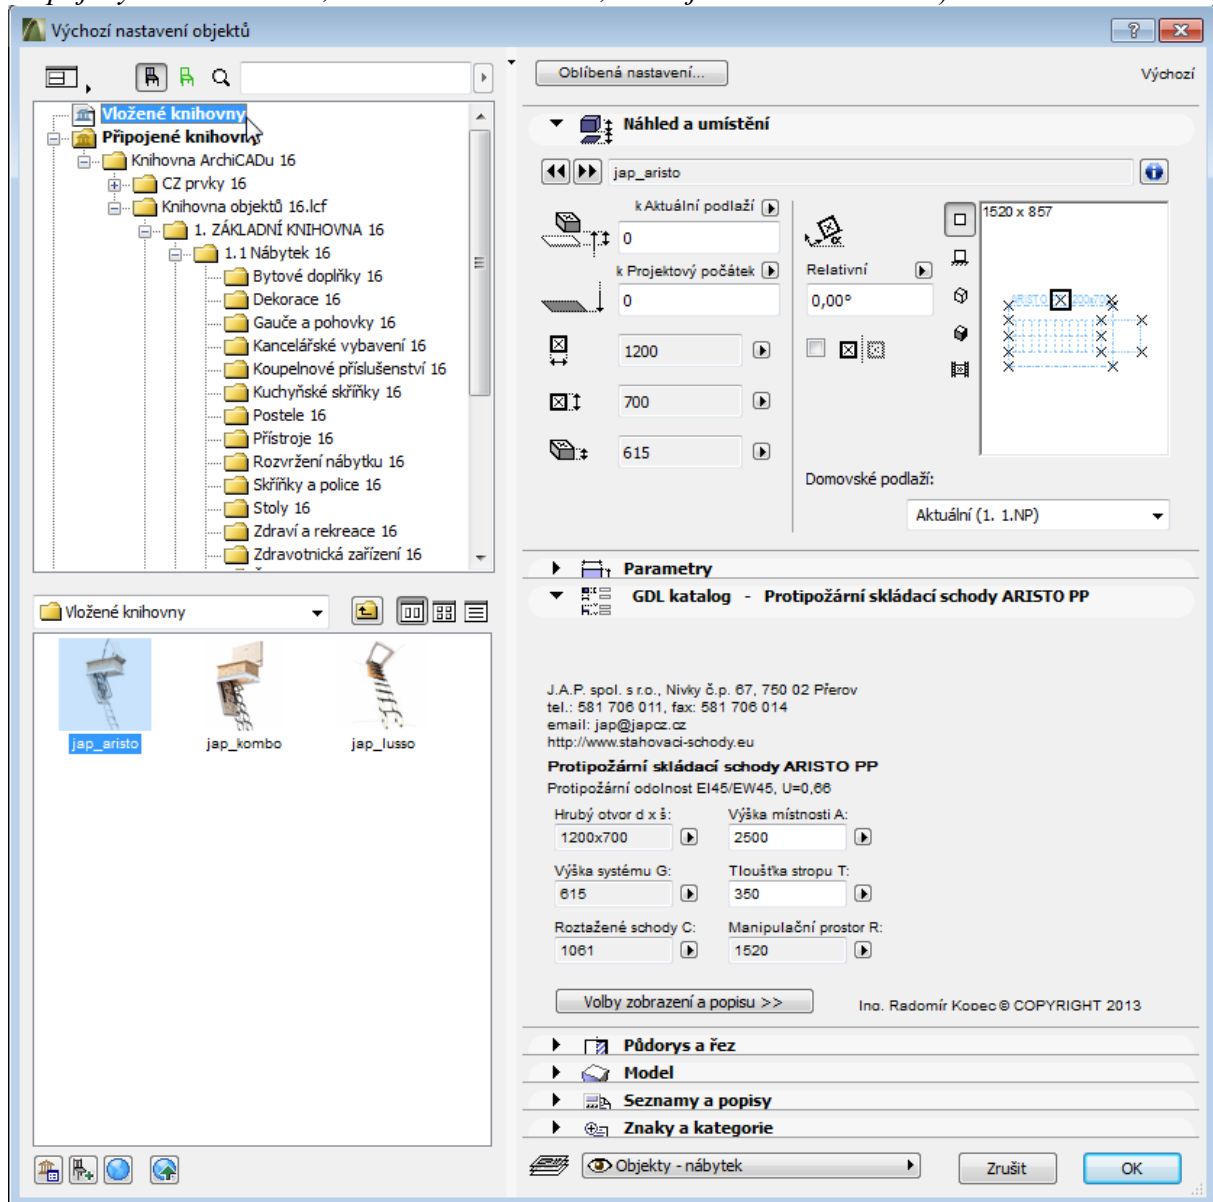 Výchozí nastavení objektů
Vložené knihovny
Připojené knihovny
Knihovna ArchiCADu 16
CZ prvky 16
Knihovna objektů 16.lcf
1. ZÁKLADNÍ KNIHOVNA 16
1.1 Nábytek 16
Bytové doplňky 16
Dekorace 16
Gauče a pohovky 16
Kancelářské vybavení 16
Koupelnové příslušenství 16
Kuchyňské skříňky 16
Postele 16
Přístroje 16
Rozvržení nábytku 16
Skříňky a police 16
Stoly 16
Zdraví a rekreace 16
Zdravotnická zařízení 16
Vložené knihovny
jap_aristo
jap_kombo
jap_lusso
Oblíbená nastavení...
Výchozí
Náhled a umístění
jap_aristo
k Aktuální podlaží
0
k Projektový počátek
0
1200
700
615
Relativní
0,00°
1520 x 857
Domovské podlaží:
Aktuální (1. 1.NP)
Parametry
GDL katalog - Protipožární skládací schody ARISTO PP
J.A.P. spol. s r.o., Nivky č.p. 67, 750 02 Přerov
tel.: 581 706 011, fax: 581 706 014
email: jap@japcz.cz
http://www.stahovaci-schody.eu
Protipožární skládací schody ARISTO PP
Protipožární odolnost EI45/EW45, U=0,66
Hrubý otvor d x š: Výška místnosti A:
1200x700 2500
Výška systému G: Tloušťka stropu T:
615 350
Roztažené schody C: Manipulační prostor R:
1061 1520
Volby zobrazení a popisu >> Ing. Radomír Kopec © COPYRIGHT 2013
Půdorys a řez
Model
Seznamy a popisy
Znaky a kategorie
Objekty - nábytek
Zrušit
OK